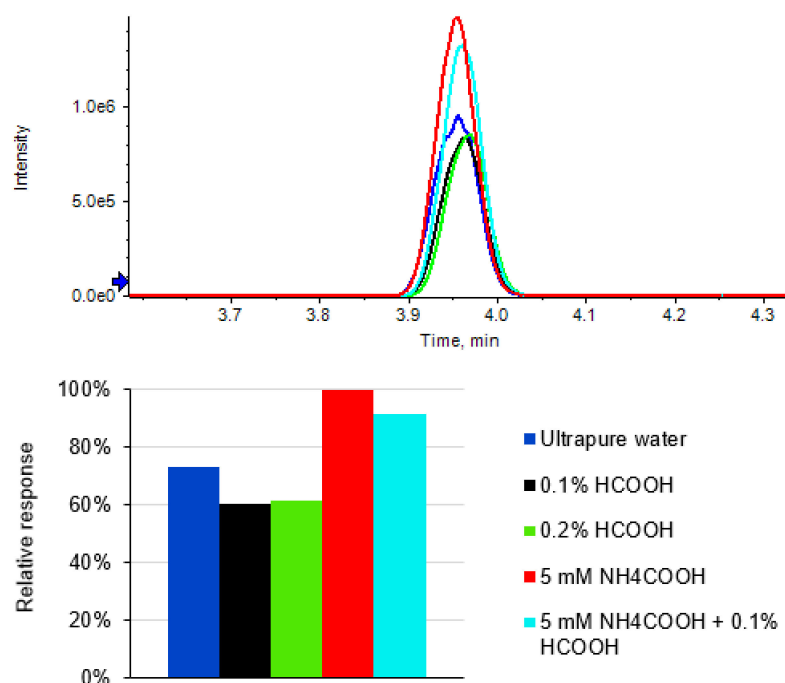 Intensity
1.0e6
5.0e5
0.0e0
3.7 3.8 3.9 4.0 4.1 4.2 4.3
Time, min
Relative response
100%
80%
60%
40%
20%
0%
Ultrapure water
0.1% HCOOH
0.2% HCOOH
5 mM NH4COOH
5 mM NH4COOH + 0.1%
HCOOH